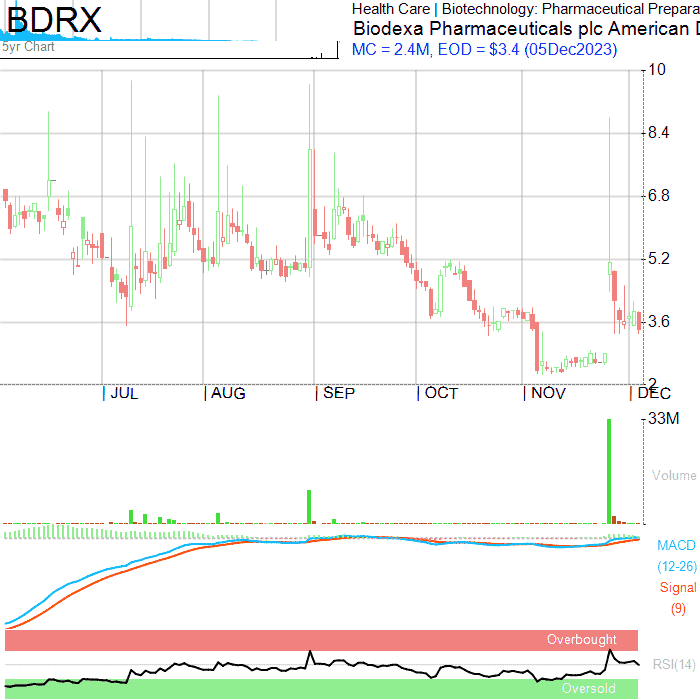 BDRX
5yr Chart
Health Care | Biotechnology: Pharmaceutical Prepara
Biodexa Pharmaceuticals plc American D
MC = 2.4M, EOD = $3.4 (05Dec2023)
10
8.4
6.8
5.2
3.6
2
JUL
AUG
SEP
OCT
NOV
DEC
33M
Volume
MACD
(12-26)
Signal
(9)
Overbought
RSI(14)
Oversold